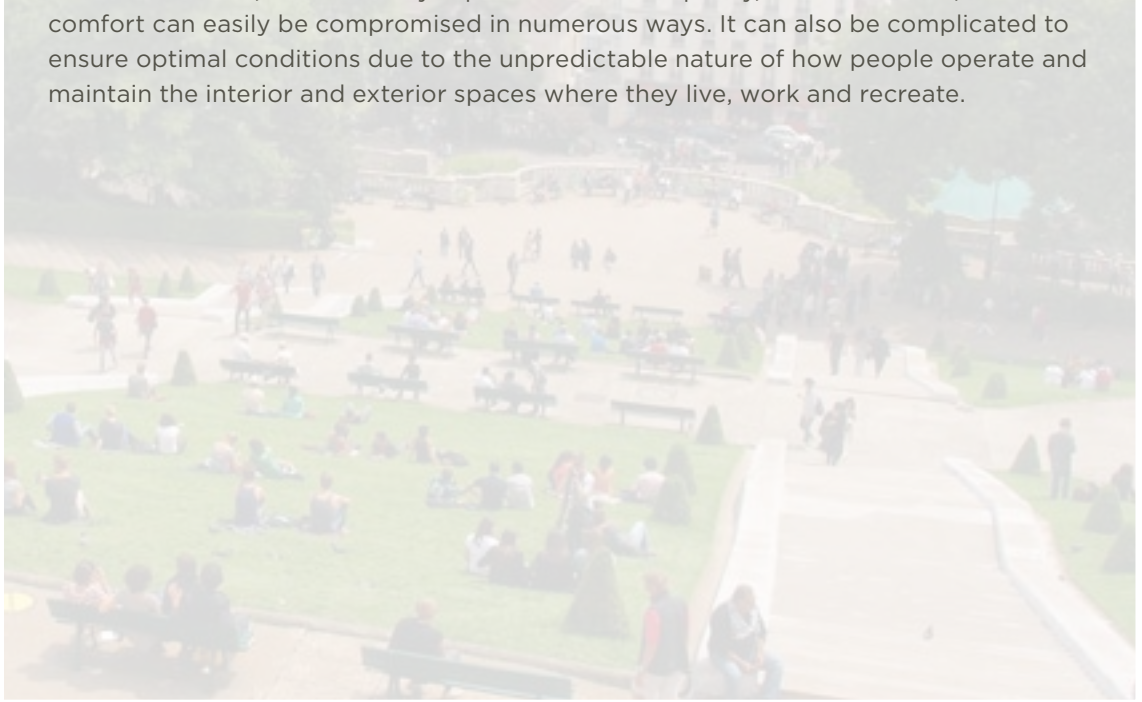 comfort can easily be compromised in numerous ways. It can also be complicated to
ensure optimal conditions due to the unpredictable nature of how people operate and
maintain the interior and exterior spaces where they live, work and recreate.